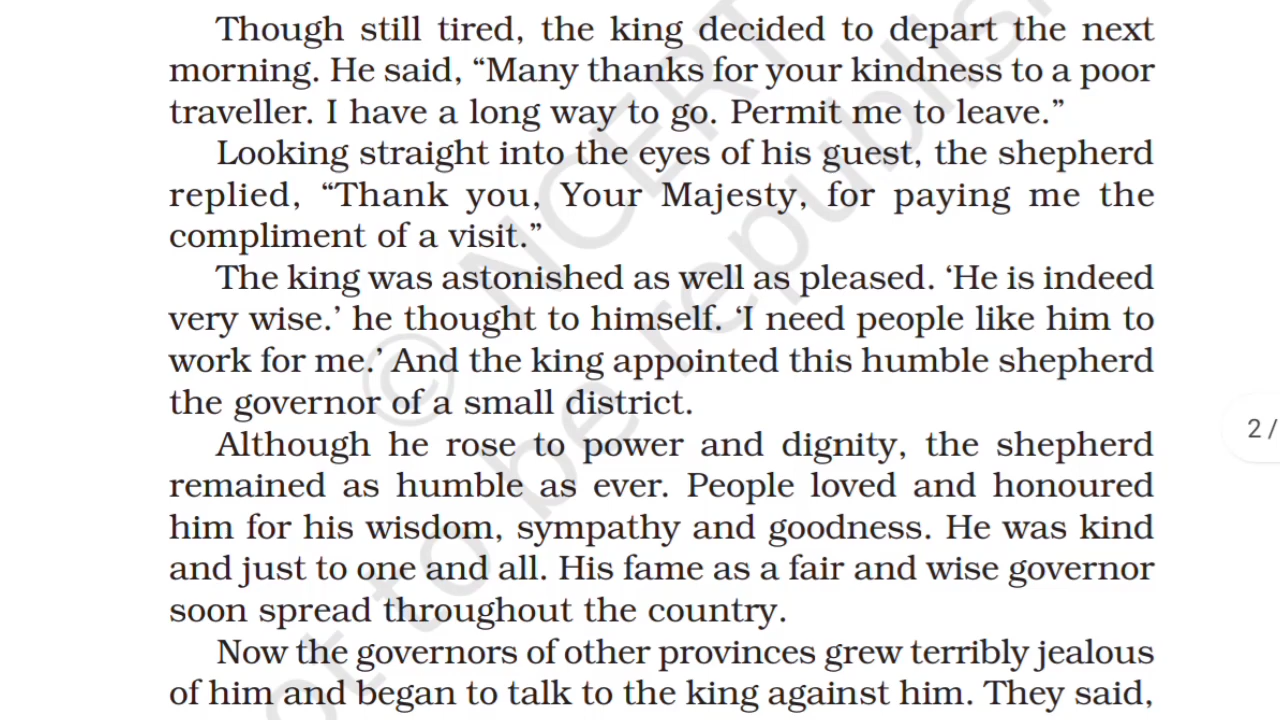 Though still tired, the king decided to depart the next
morning. He said, “Many thanks for your kindness to a poor
traveller. I have a long way to go. Permit me to leave.”
Looking straight into the eyes of his guest, the shepherd
replied, “Thank you, Your Majesty, for paying me the
compliment of a visit.”
The king was astonished as well as pleased. ‘He is indeed
very wise.’ he thought to himself. ‘I need people like him to
work for me.’ And the king appointed this humble shepherd
the governor of a small district.
Although he rose to power and dignity, the shepherd
remained as humble as ever. People loved and honoured
him for his wisdom, sympathy and goodness. He was kind
and just to one and all. His fame as a fair and wise governor
soon spread throughout the country.
Now the governors of other provinces grew terribly jealous
of him and began to talk to the king against him. They said,
2 /
© NCERT
not to be republish